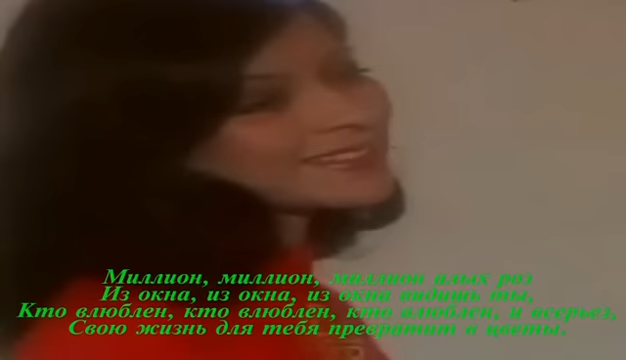 Миллион, миллион, миллион алых роз
Из окна, из окна, из окна видишь ты,
Кто влюблен, кто влюблен, кто влюблен, и всерьез,
Свою жизнь для тебя превратит в цветы.